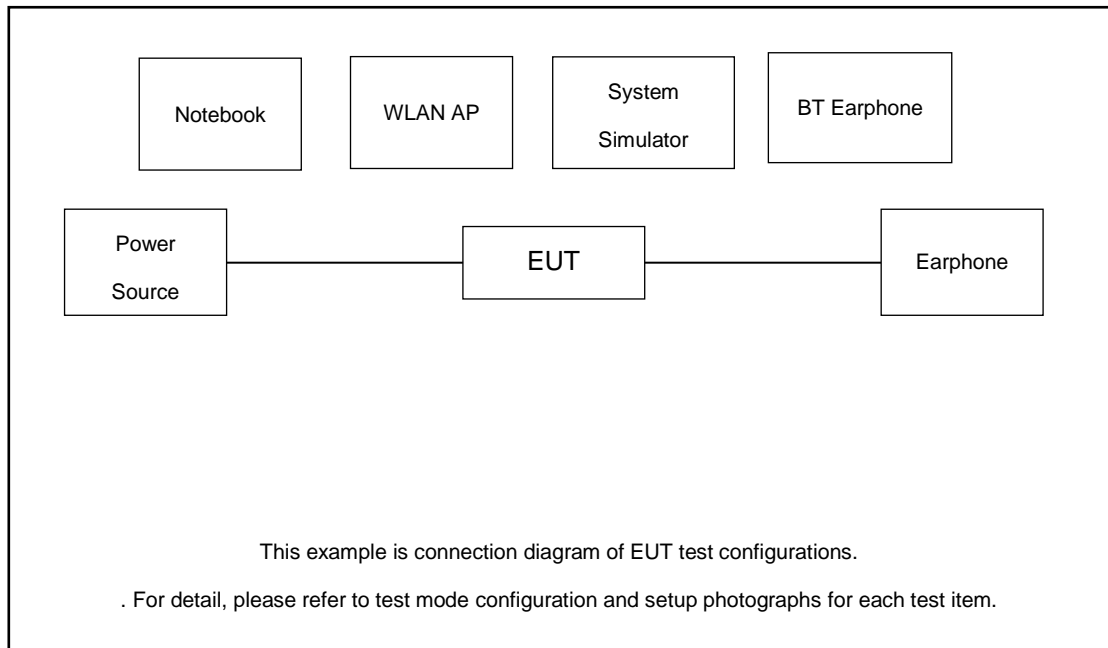 Notebook
WLAN AP
System
Simulator
BT Earphone
Power
Source
EUT
Earphone
This example is connection diagram of EUT test configurations.
. For detail, please refer to test mode configuration and setup photographs for each test item.